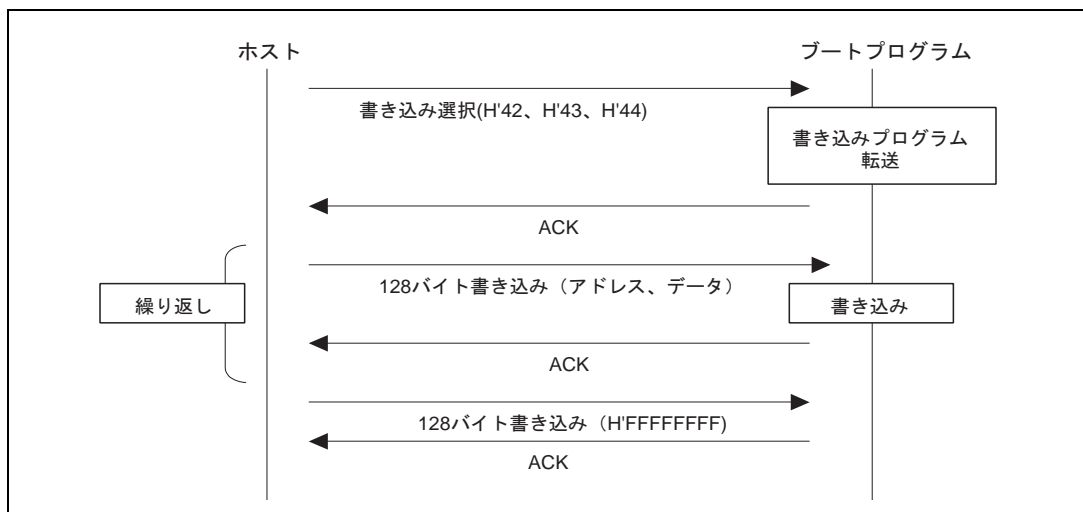 ホスト
ブートプログラム
書き込み選択(H'42、H'43、H'44)
書き込みプログラム
転送
ACK
128バイト書き込み（アドレス、データ）
繰り返し
書き込み
ACK
128バイト書き込み（H'FFFFFFFF)
ACK